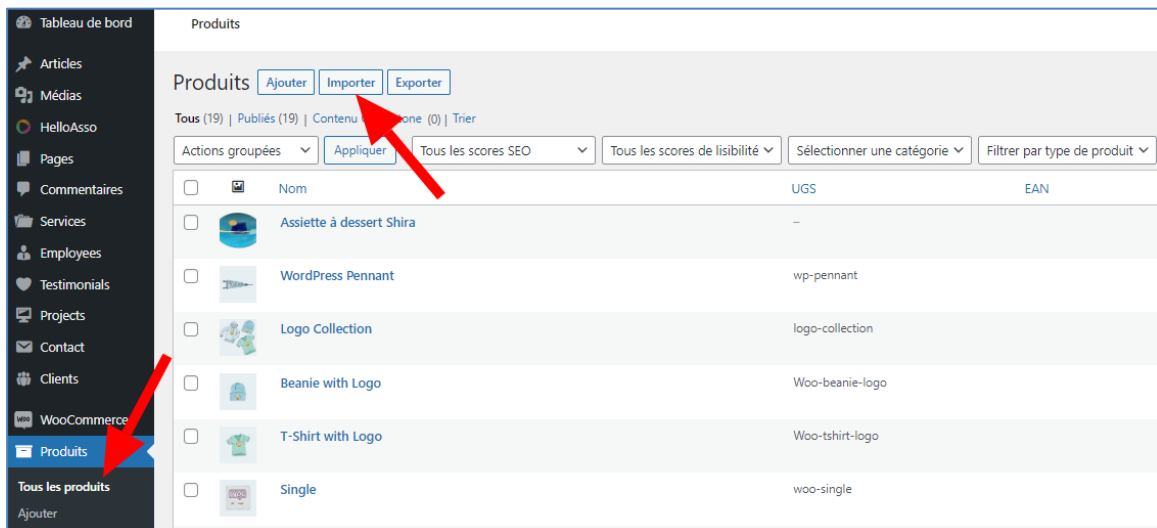 Tableau de bord
Produits
Articles
Médias
HelloAsso
Pages
Commentaires
Services
Employees
Testimonials
Projects
Contact
Clients
WooCommerce
Produits
Tous les produits
Ajouter
Produits Ajouter Importer Exporter
Tous (19) | Publiés (19) | Contenu (0) | Trier
Actions groupées Appliquer Tous les scores SEO Tous les scores de lisibilité Sélectionner une catégorie Filtrer par type de produit
Nom UGS EAN
Assiette à dessert Shira –
WordPress Pennant wp-pennant
Logo Collection logo-collection
Beanie with Logo Woo-beanie-logo
T-Shirt with Logo Woo-tshirt-logo
Single woo-single